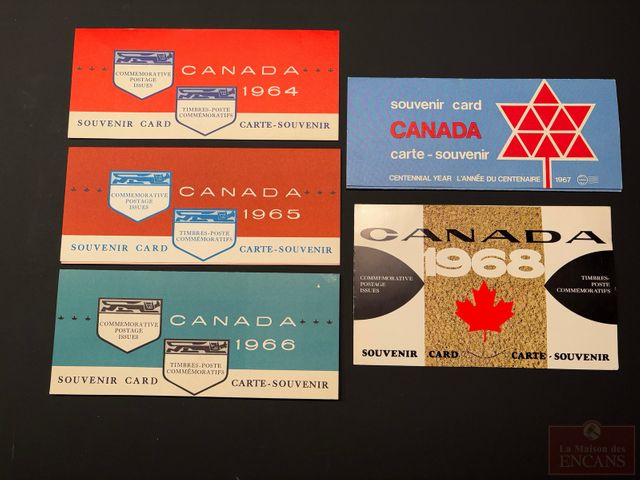 COMMEMORATIVE
POSTAGE
ISSUES
CANADA
1964
TIMBRES-POSTE
COMMÉMORATIFS
SOUVENIR CARD
CARTE-SOUVENIR
COMMEMORATIVE
POSTAGE
ISSUES
CANADA
1965
TIMBRES-POSTE
COMMÉMORATIFS
SOUVENIR CARD
CARTE-SOUVENIR
COMMEMORATIVE
POSTAGE
ISSUES
CANADA
1966
TIMBRES-POSTE
COMMÉMORATIFS
SOUVENIR CARD
CARTE-SOUVENIR
souvenir card
CANADA
carte-souvenir
CENTENNIAL YEAR L'ANNÉE DU CENTENAIRE 1967
CANADA
1968
COMMEMORATIVE
POSTAGE
ISSUES
TIMBRES-
POSTE
COMMÉMORATIFS
SOUVENIR CARD CARTE-SOUVENIR
La Maison des
ENCANS